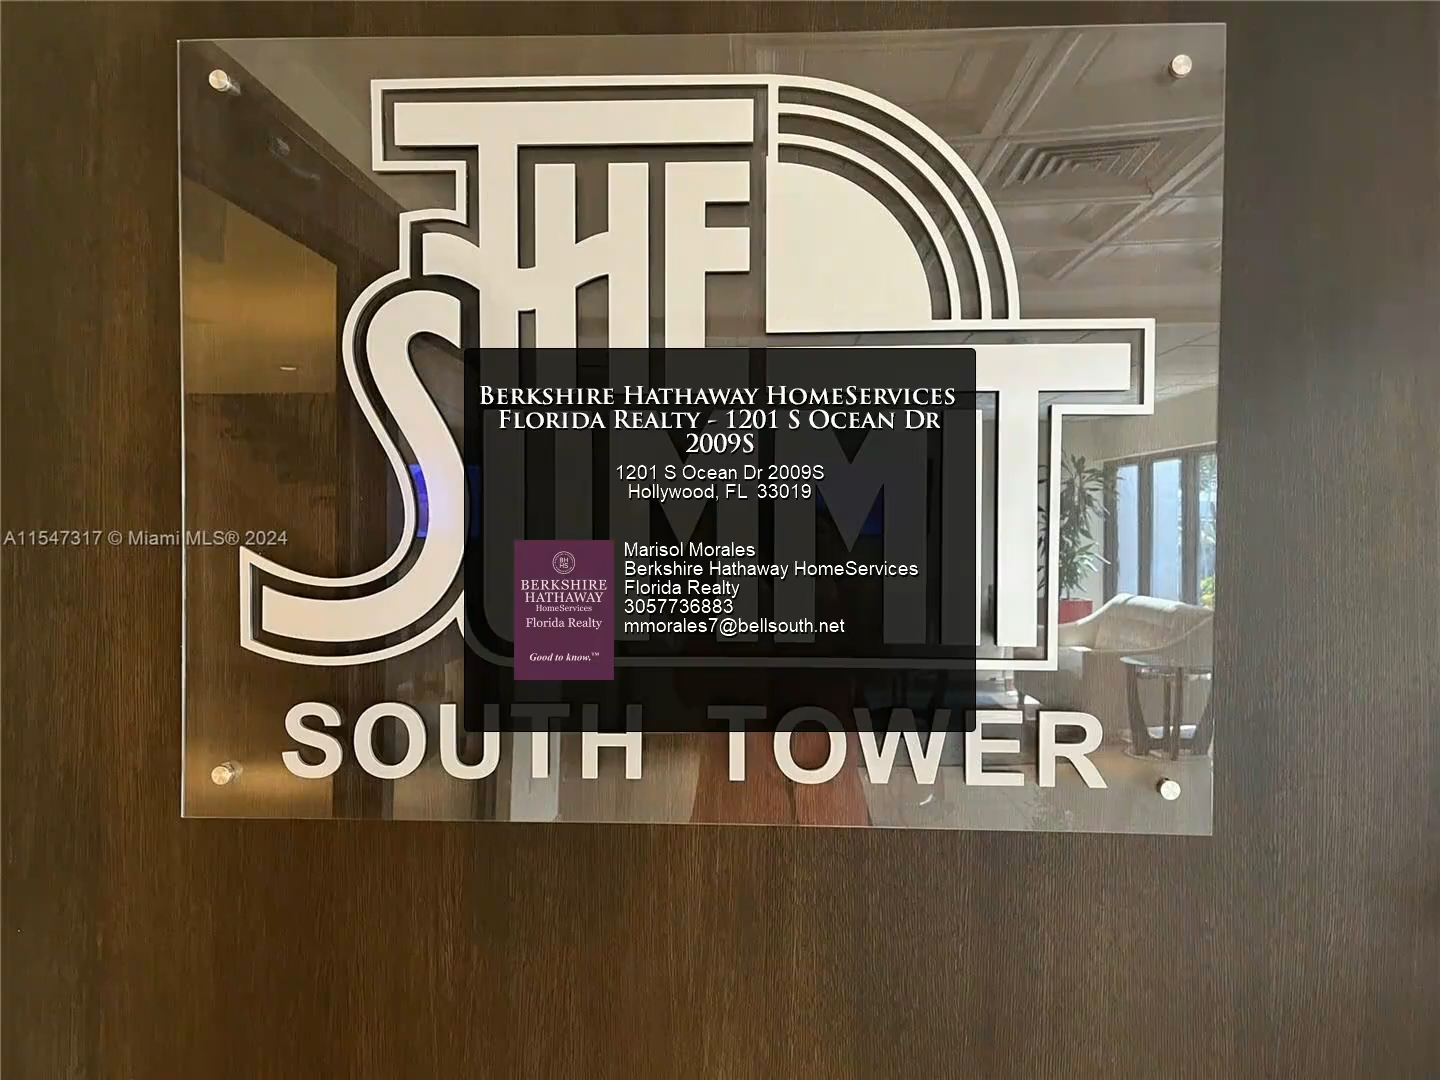 THE
SUMMIT
Berkshire Hathaway HomeServices
Florida Realty - 1201 S Ocean Dr
2009S
1201 S Ocean Dr 2009S
Hollywood, FL 33019
A11547317 © Miami MLS® 2024
BH
HS
BERKSHIRE
HATHAWAY
HomeServices
Florida Realty
Good to know.™
Marisol Morales
Berkshire Hathaway HomeServices
Florida Realty
3057736883
mmorales7@bellsouth.net
SOUTH TOWER